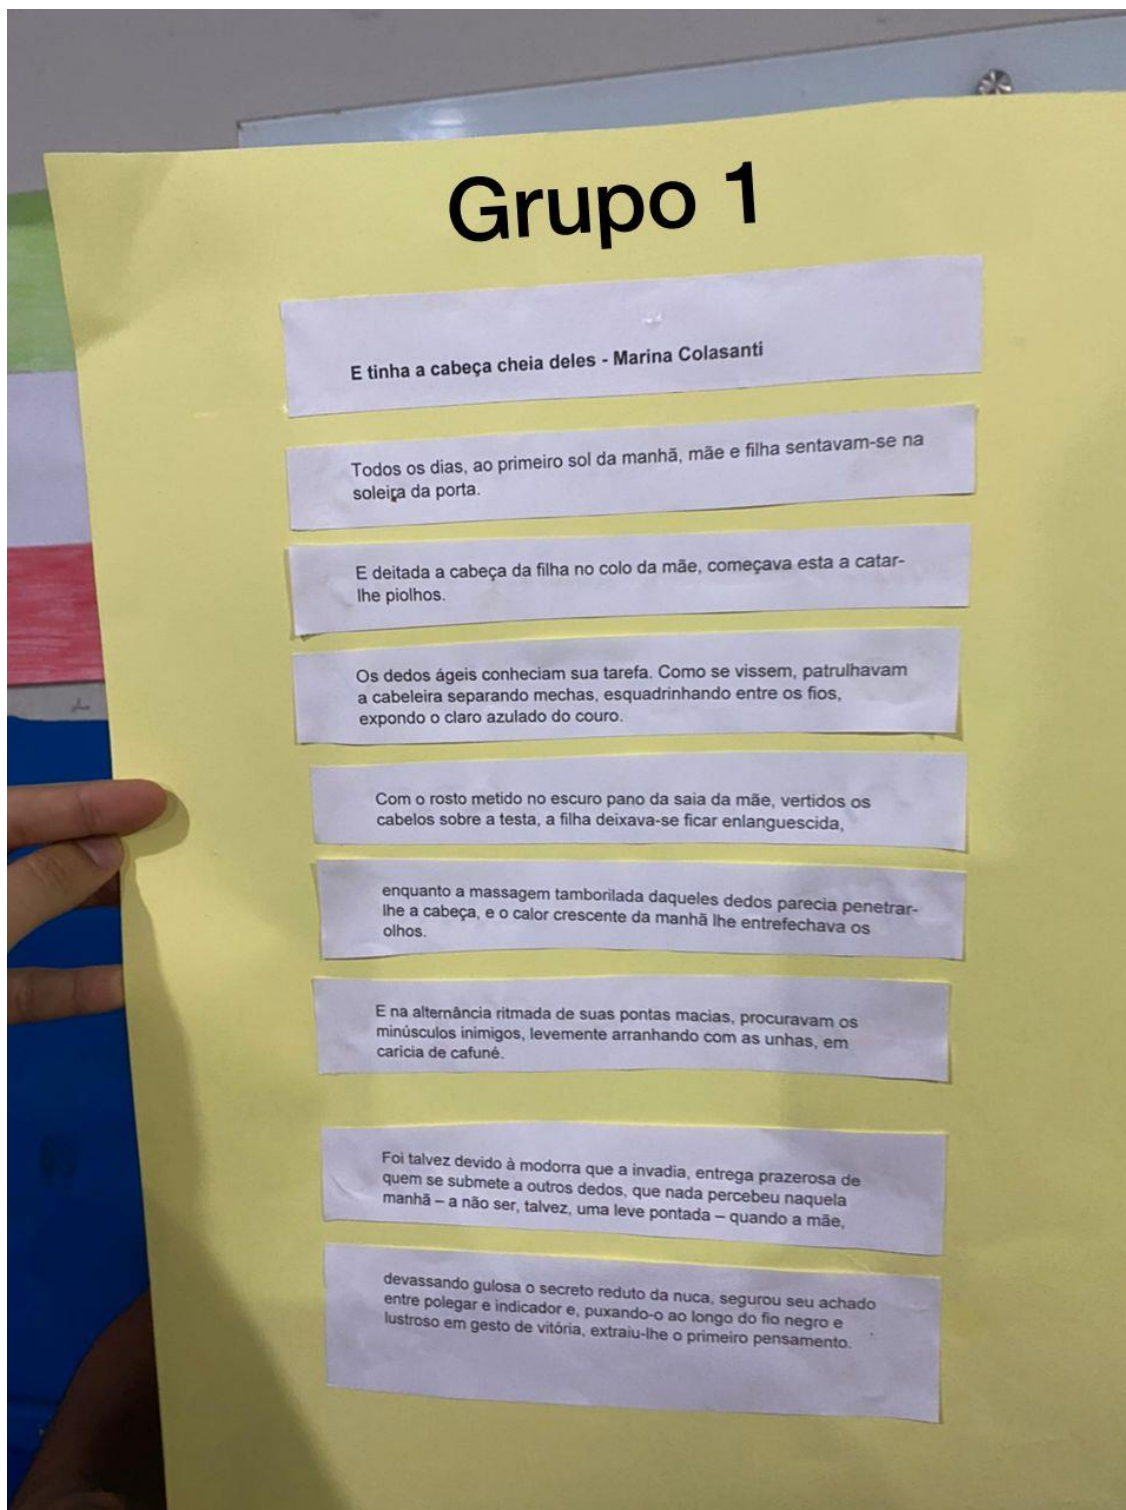 Grupo 1
E tinha a cabeça cheia deles - Marina Colasanti
Todos os dias, ao primeiro sol da manhã, mãe e filha sentavam-se na
soleira da porta.
E deitada a cabeça da filha no colo da mãe, começava esta a catar-
lhe piolhos.
Os dedos ágeis conheciam sua tarefa. Como se vissem, patrulhavam
a cabeleira separando mechas, esquadrinhando entre os fios,
expondo o claro azulado do couro.
Com o rosto metido no escuro pano da saia da mãe, vertidos os
cabelos sobre a testa, a filha deixava-se ficar enlanguescida,
enquanto a massagem tamborilada daqueles dedos parecia penetrar-
lhe a cabeça, e o calor crescente da manhã lhe entrefechava os
olhos.
E na alternância ritmada de suas pontas macias, procuravam os
minúsculos inimigos, levemente arranhando com as unhas, em
carícia de cafuné.
Foi talvez devido à modorra que a invadia, entrega prazerosa de
quem se submete a outros dedos, que nada percebeu naquela
manhã – a não ser, talvez, uma leve pontada – quando a mãe,
devassando gulosa o secreto reduto da nuca, segurou seu achado
entre polegar e indicador e, puxando-o ao longo do fio negro e
lustroso em gesto de vitória, extraiu-lhe o primeiro pensamento.